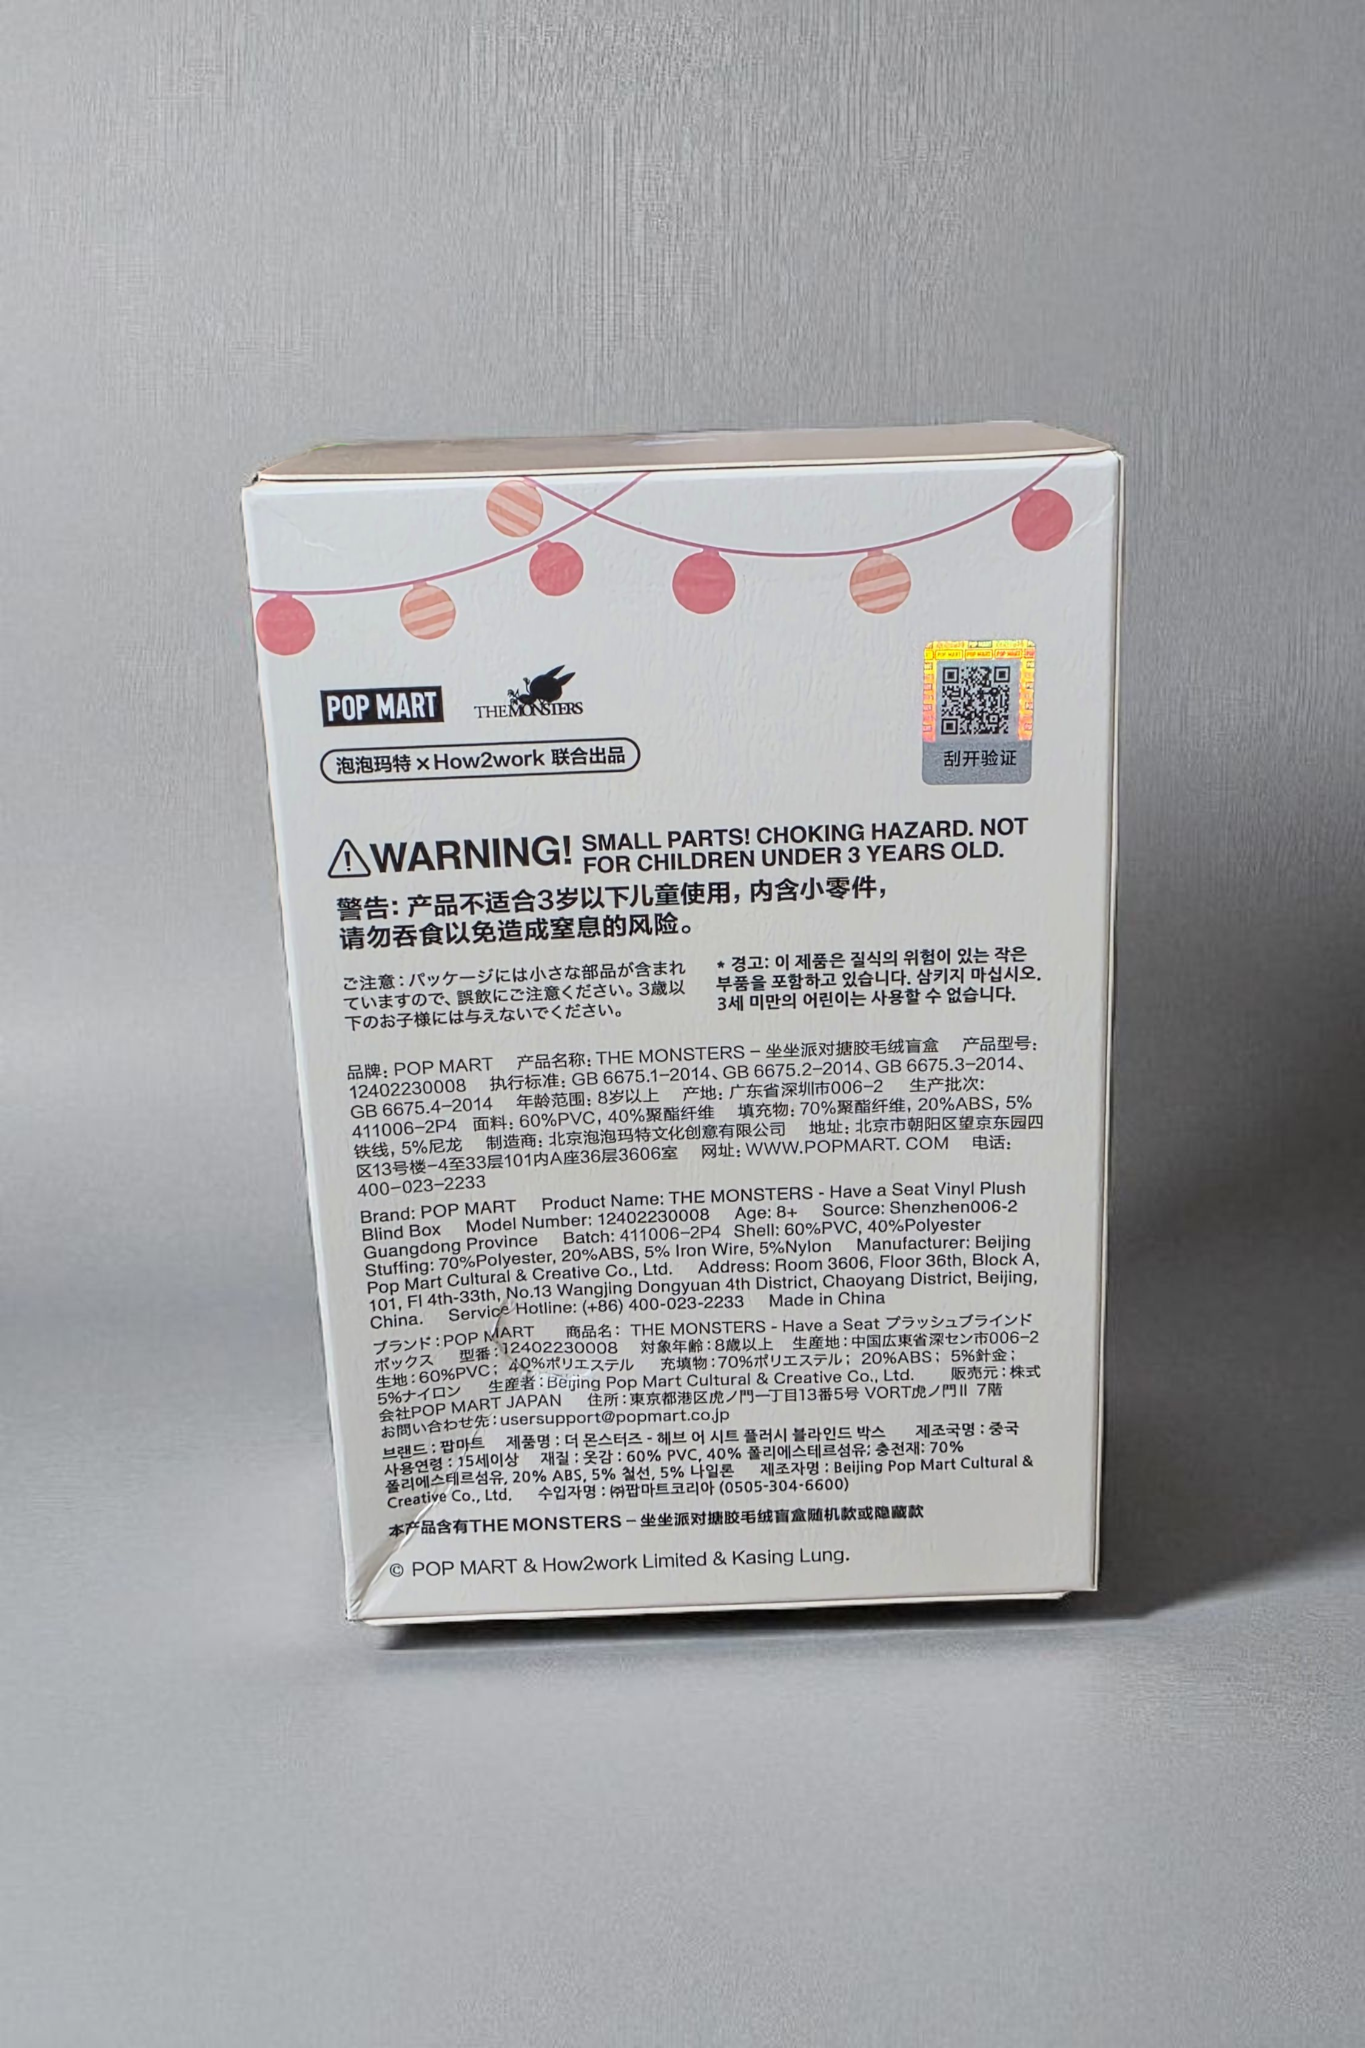 POP MART
THE MONSTERS
泡泡玛特 × How2work 联合出品
刮开验证
WARNING! SMALL PARTS! CHOKING HAZARD. NOT
FOR CHILDREN UNDER 3 YEARS OLD.
警告: 产品不适合3岁以下儿童使用, 内含小零件,
请勿吞食以免造成窒息的风险。
ご注意:パッケージには小さな部品が含まれ
ていますので、誤飲にご注意ください。3歳以
下のお子様には与えないでください。
* 경고: 이 제품은 질식의 위험이 있는 작은
부품을 포함하고 있습니다. 삼키지 마십시오.
3세 미만의 어린이는 사용할 수 없습니다.
品牌: POP MART 产品名称: THE MONSTERS – 坐坐派对搪胶毛绒盲盒 产品型号:
12402230008 执行标准: GB 6675.1–2014、GB 6675.2–2014、GB 6675.3–2014、
GB 6675.4–2014 年龄范围: 8岁以上 产地: 广东省深圳市006–2 生产批次:
411006–2P4 面料: 60%PVC, 40%聚酯纤维 填充物: 70%聚酯纤维, 20%ABS, 5%
铁线, 5%尼龙 制造商: 北京泡泡玛特文化创意有限公司 地址: 北京市朝阳区望京东园四
区13号楼–4至33层101内A座36层3606室 网址: WWW.POPMART. COM 电话:
400–023–2233
Brand: POP MART Product Name: THE MONSTERS - Have a Seat Vinyl Plush
Blind Box Model Number: 12402230008 Age: 8+ Source: Shenzhen006-2
Guangdong Province Batch: 411006–2P4 Shell: 60%PVC, 40%Polyester
Stuffing: 70%Polyester, 20%ABS, 5% Iron Wire, 5%Nylon Manufacturer: Beijing
Pop Mart Cultural & Creative Co., Ltd. Address: Room 3606, Floor 36th, Block A,
101, Fl 4th-33th, No.13 Wangjing Dongyuan 4th District, Chaoyang District, Beijing,
China. Service Hotline: (+86) 400-023-2233 Made in China
ブランド:POP MART 商品名: THE MONSTERS - Have a Seat プラッシュブラインド
ボックス 型番:12402230008 対象年齢:8歳以上 生産地:中国広東省深セン市006–2
生地:60%PVC; 40%ポリエステル 充填物:70%ポリエステル; 20%ABS; 5%針金;
5%ナイロン 生産者:Beijing Pop Mart Cultural & Creative Co., Ltd. 販売元:株式
会社POP MART JAPAN 住所:東京都港区虎ノ門一丁目13番5号 VORT虎ノ門II 7階
お問い合わせ先:usersupport@popmart.co.jp
브랜드 : 팝마트 제품명 : 더 몬스터즈 - 헤브 어 시트 플러시 블라인드 박스 제조국명 : 중국
사용연령 : 15세이상 재질 : 옷감 : 60% PVC, 40% 폴리에스테르섬유; 충전재: 70%
폴리에스테르섬유, 20% ABS, 5% 철선, 5% 나일론 제조자명 : Beijing Pop Mart Cultural &
Creative Co., Ltd. 수입자명 : ㈜팝마트코리아 (0505-304-6600)
本产品含有THE MONSTERS – 坐坐派对搪胶毛绒盲盒随机款或隐藏款
© POP MART & How2work Limited & Kasing Lung.